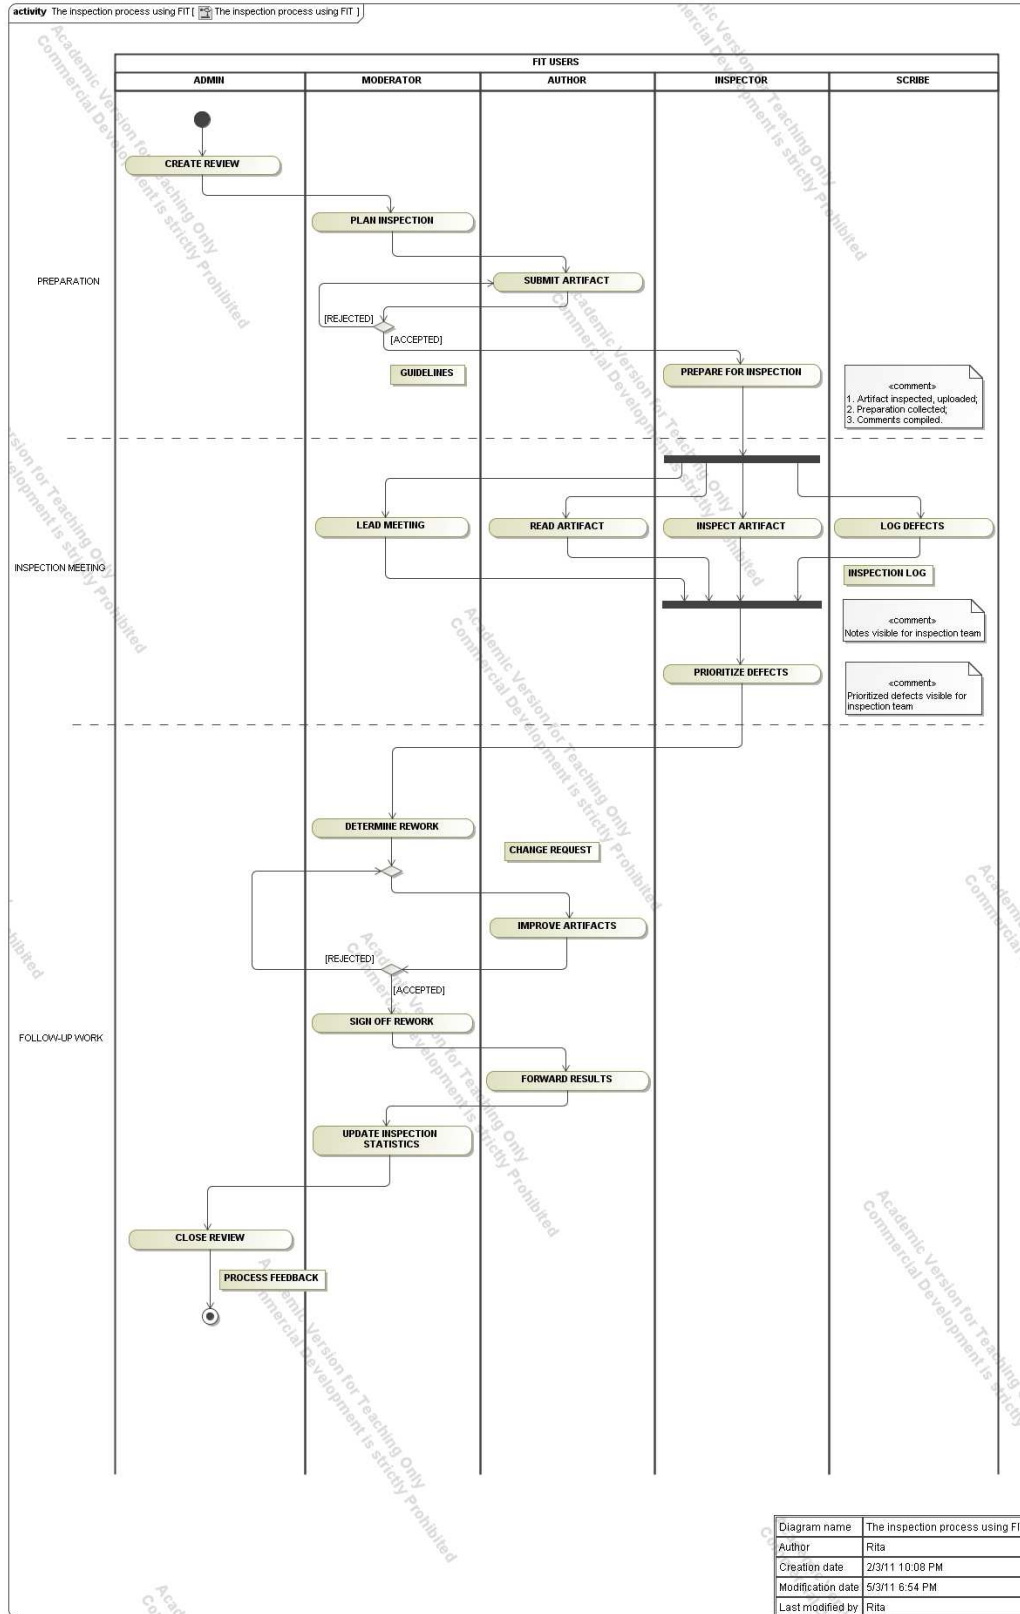 activity The inspection process using FIT [ The inspection process using FIT ]
FIT USERS
ADMIN
MODERATOR
AUTHOR
INSPECTOR
SCRIBE
CREATE REVIEW
PLAN INSPECTION
PREPARATION
SUBMIT ARTIFACT
[REJECTED]
[ACCEPTED]
GUIDELINES
PREPARE FOR INSPECTION
«comment»
1. Artifact inspected, uploaded;
2. Preparation collected;
3. Comments compiled.
LEAD MEETING
READ ARTIFACT
INSPECT ARTIFACT
LOG DEFECTS
INSPECTION MEETING
INSPECTION LOG
«comment»
Notes visible for inspection team
PRIORITIZE DEFECTS
«comment»
Prioritized defects visible for
inspection team
DETERMINE REWORK
CHANGE REQUEST
IMPROVE ARTIFACTS
[REJECTED]
[ACCEPTED]
SIGN OFF REWORK
FOLLOW-UP WORK
FORWARD RESULTS
UPDATE INSPECTION
STATISTICS
CLOSE REVIEW
PROCESS FEEDBACK
Diagram name The inspection process using FI
Author Rita
Creation date 2/3/11 10:08 PM
Modification date 5/3/11 6:54 PM
Last modified by Rita
Academic Version for Teaching Only
Commercial Development is strictly Prohibited